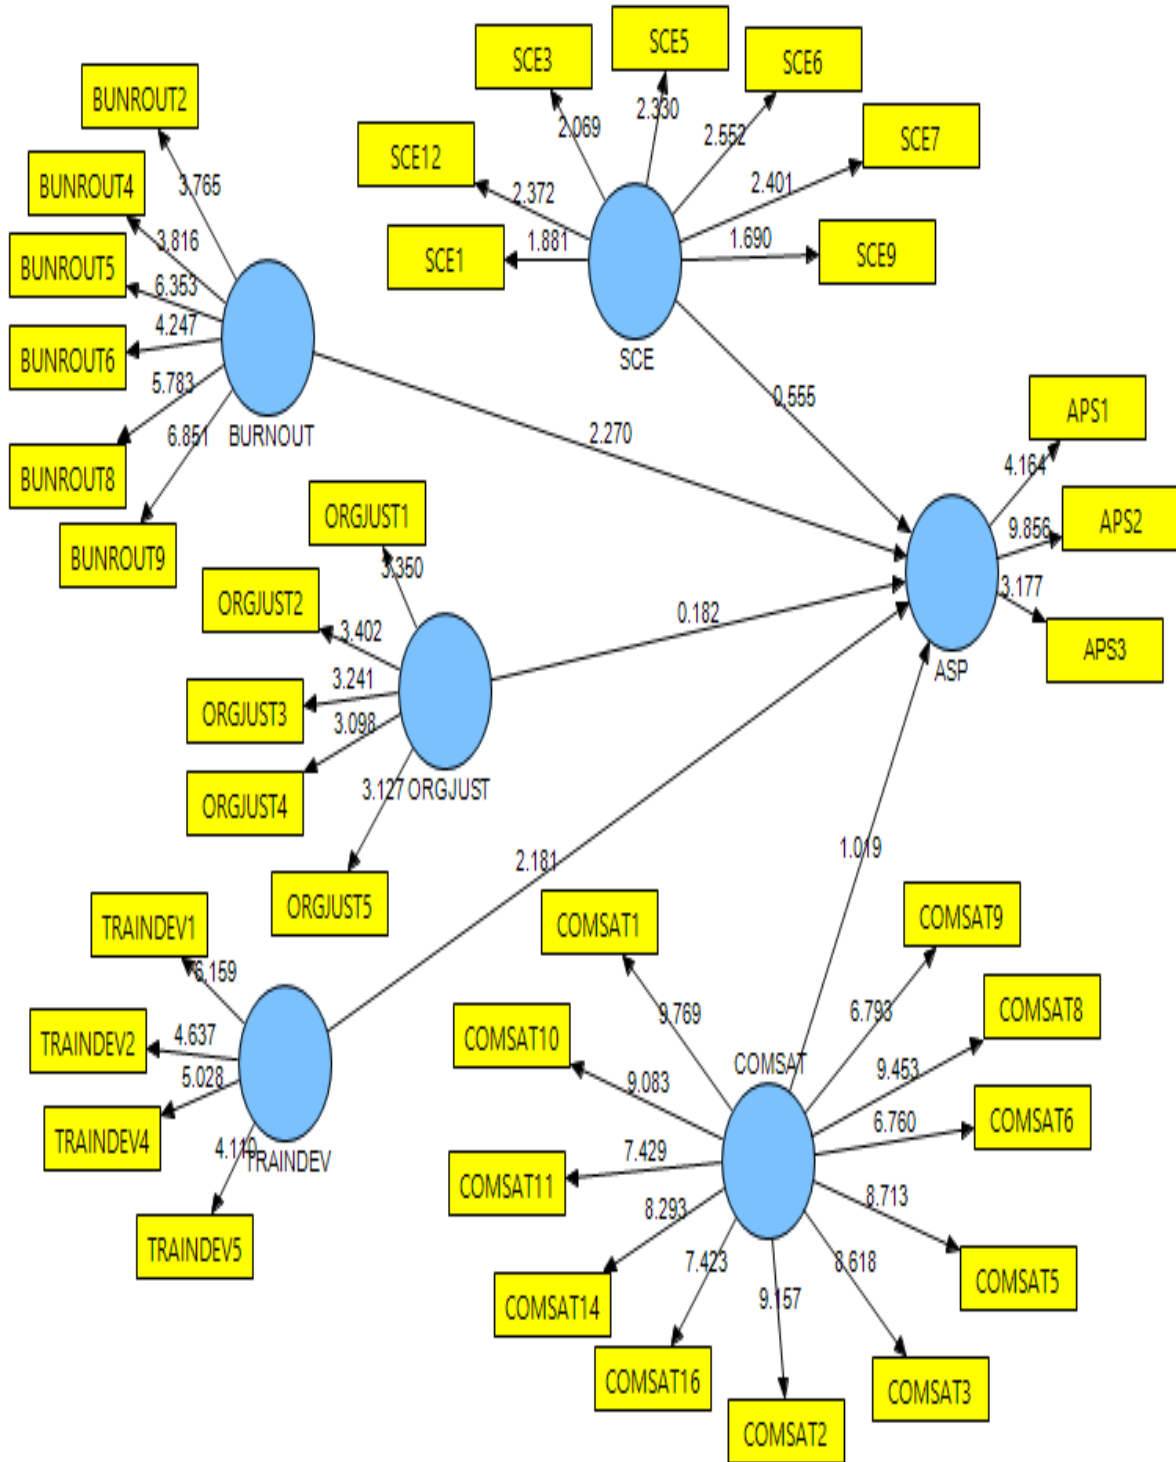 SCE3
SCE5
SCE6
BUNROUT2
SCE12
SCE7
2.069
2.330
2.552
BUNROUT4
3.765
2.372
2.401
BUNROUT5
3.816
SCE1
1.881
1.690
SCE9
6.353
BUNROUT6
4.247
SCE
5.783
0.555
APS1
BUNROUT8
6.851
BURNOUT
2.270
4.164
BUNROUT9
ORGJUST1
9.856
APS2
3.350
3.177
ORGJUST2
3.402
0.182
APS3
ASP
ORGJUST3
3.241
3.098
ORGJUST4
3.127
ORGJUST
2.181
1.019
ORGJUST5
TRAINDEV1
COMSAT1
COMSAT9
6.159
9.769
6.793
COMSAT8
TRAINDEV2
4.637
COMSAT10
COMSAT
5.028
9.083
9.453
TRAINDEV4
4.110
TRAINDEV
6.760
COMSAT6
COMSAT11
7.429
8.713
TRAINDEV5
8.293
7.423
8.618
COMSAT5
COMSAT14
9.157
COMSAT16
COMSAT3
COMSAT2